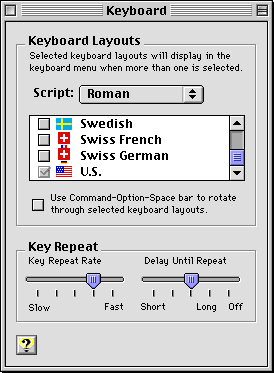 Keyboard
Keyboard Layouts
Selected keyboard layouts will display in the
keyboard menu when more than one is selected.
Script: Roman
Swedish
Swiss French
Swiss German
U.S.
Use Command-Option-Space bar to rotate
through selected keyboard layouts.
Key Repeat
Key Repeat Rate Delay Until Repeat
Slow Fast Short Long Off
?